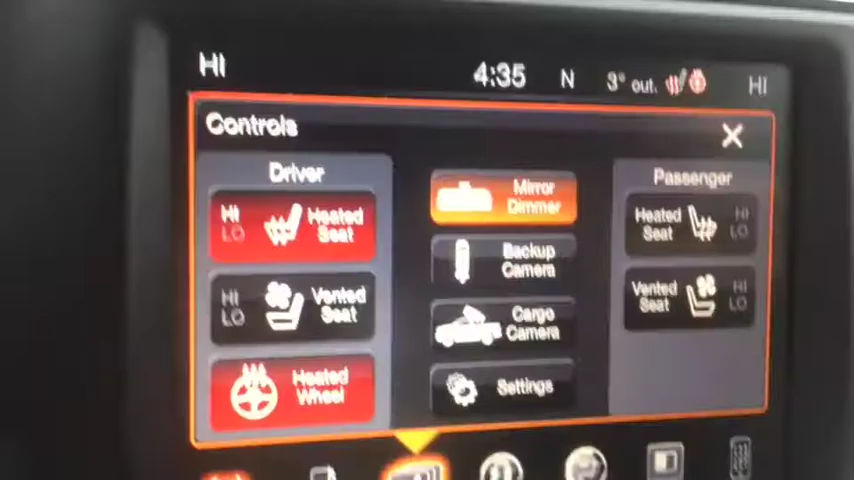 HI 4:35 N 3° out. HI
Controls
Driver
HI
LO
Heated
Seat
HI
LO
Vented
Seat
Heated
Wheel
Mirror
Dimmer
Backup
Camera
Cargo
Camera
Settings
Passenger
Heated
Seat
HI
LO
Vented
Seat
HI
LO